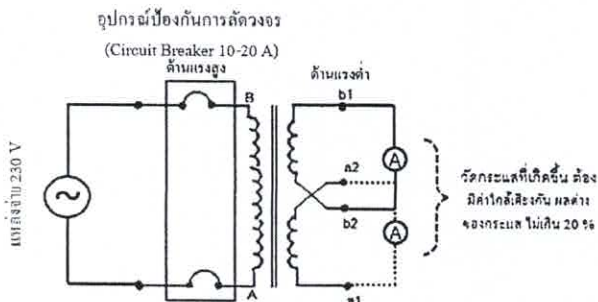 อุปกรณ์ป้องกันการลัดวงจร
(Circuit Breaker 10-20 A)
ด้านแรงสูง
ด้านแรงต่ำ
B
b1
A
a2
วัดกระแสที่เกิดขึ้น ต้อง
มีค่าใกล้เคียงกัน ผลต่าง
ของกระแส ไม่เกิน 20 %
b2
A
แหล่งจ่าย 230 V
A
a1